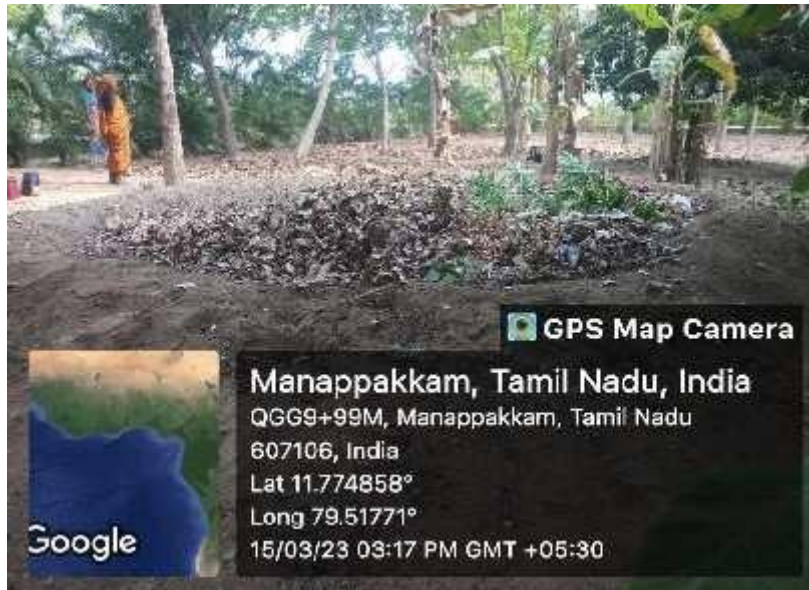 GPS Map Camera
Manappakkam, Tamil Nadu, India
QGG9+99M, Manappakkam, Tamil Nadu
607106, India
Lat 11.774858°
Long 79.51771°
15/03/23 03:17 PM GMT +05:30
Google